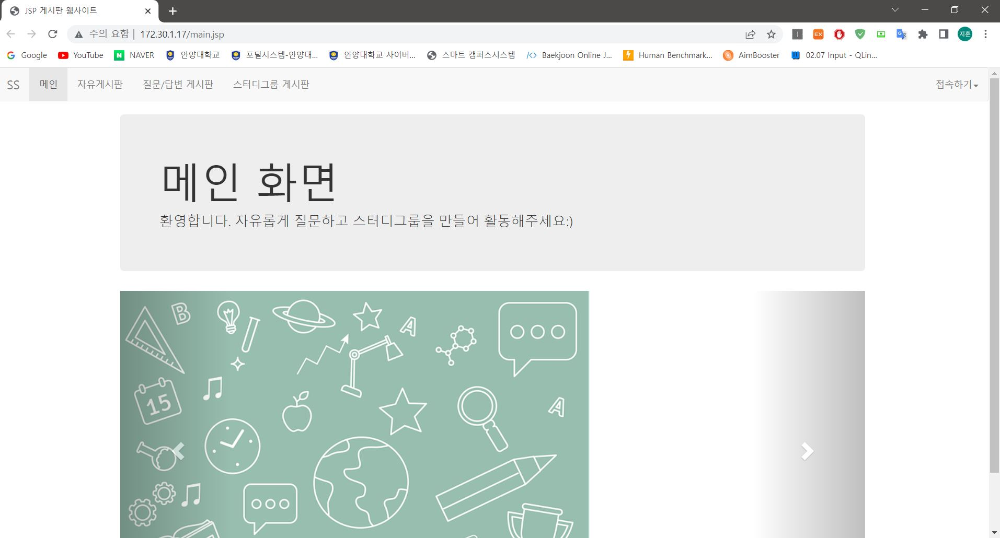 JSP 게시판 웹사이트
주의 요함 | 172.30.1.17/main.jsp
EX
지훈
Google YouTube NAVER 안양대학교 포털시스템-안양대... 안양대학교 사이버... 스마트 캠퍼스시스템 Baekjoon Online J... Human Benchmark... AimBooster 02.07 Input - QLin...
SS 메인 자유게시판 질문/답변 게시판 스터디그룹 게시판 접속하기
메인 화면
환영합니다. 자유롭게 질문하고 스터디그룹을 만들어 활동해주세요:)
B
A
15
A